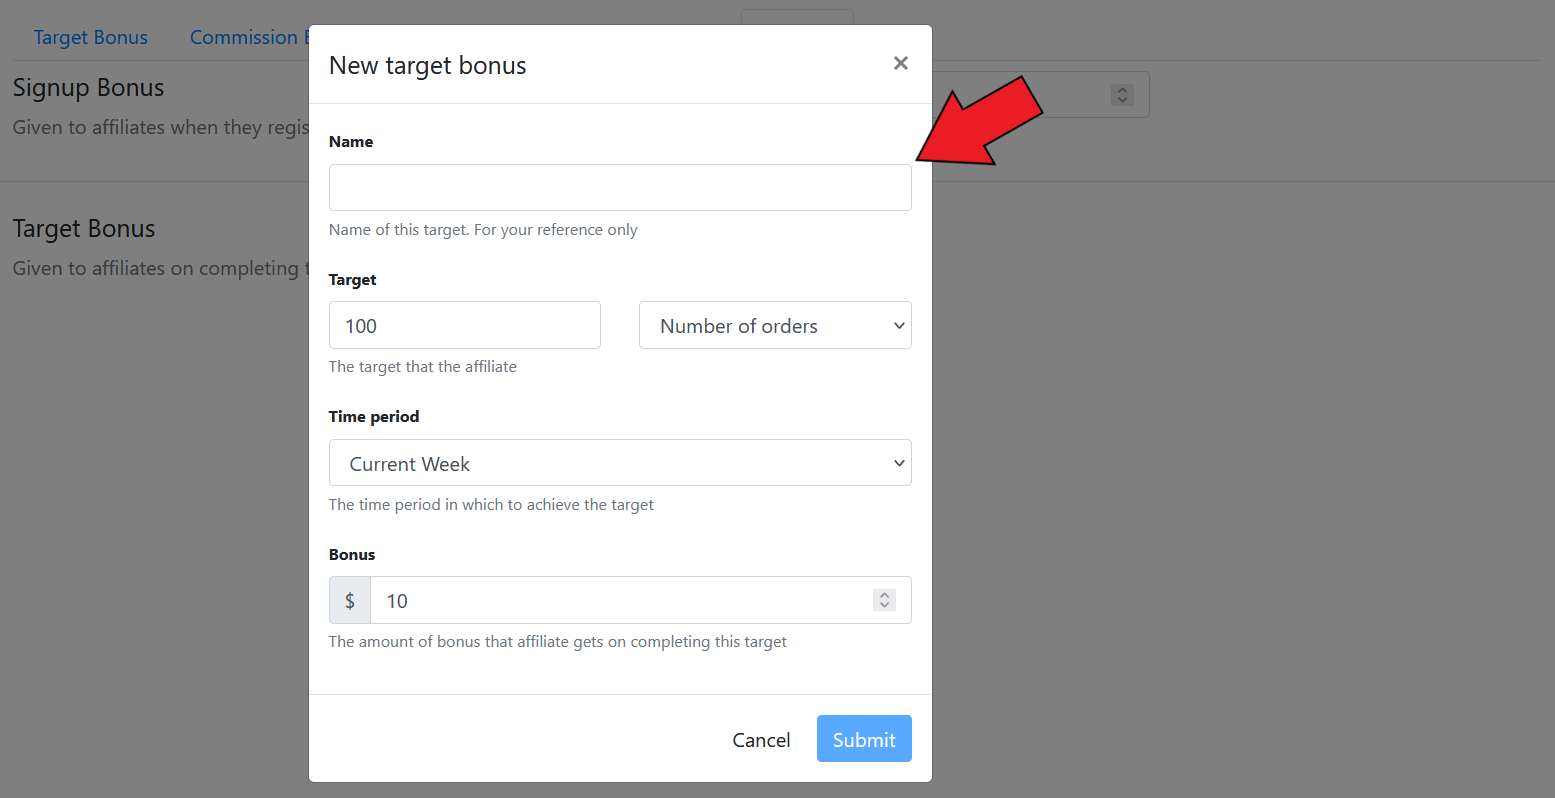 Target Bonus Commission
Signup Bonus
Given to affiliates when they
Target Bonus
Given to affiliates on completing
New target bonus
×
Name
Name of this target. For your reference only
Target
100 Number of orders
The target that the affiliate
Time period
Current Week
The time period in which to achieve the target
Bonus
$ 10
The amount of bonus that affiliate gets on completing this target
Cancel Submit